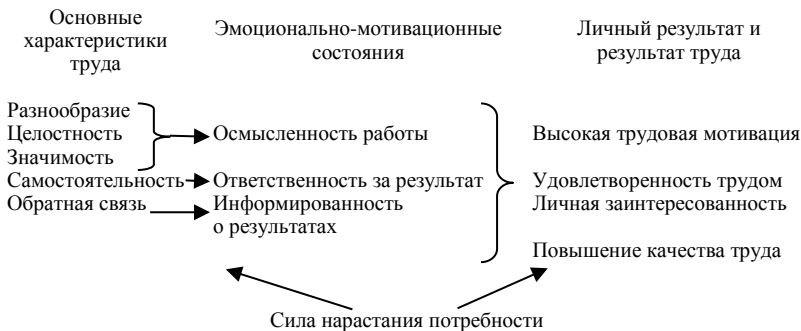 Основные
характеристики
труда
Эмоционально-мотивационные
состояния
Личный результат и
результат труда
Разнообразие
Целостность
Значимость
Самостоятельность
Обратная связь
Осмысленность работы
Ответственность за результат
Информированность
о результатах
Высокая трудовая мотивация
Удовлетворенность трудом
Личная заинтересованность
Повышение качества труда
Сила нарастания потребности